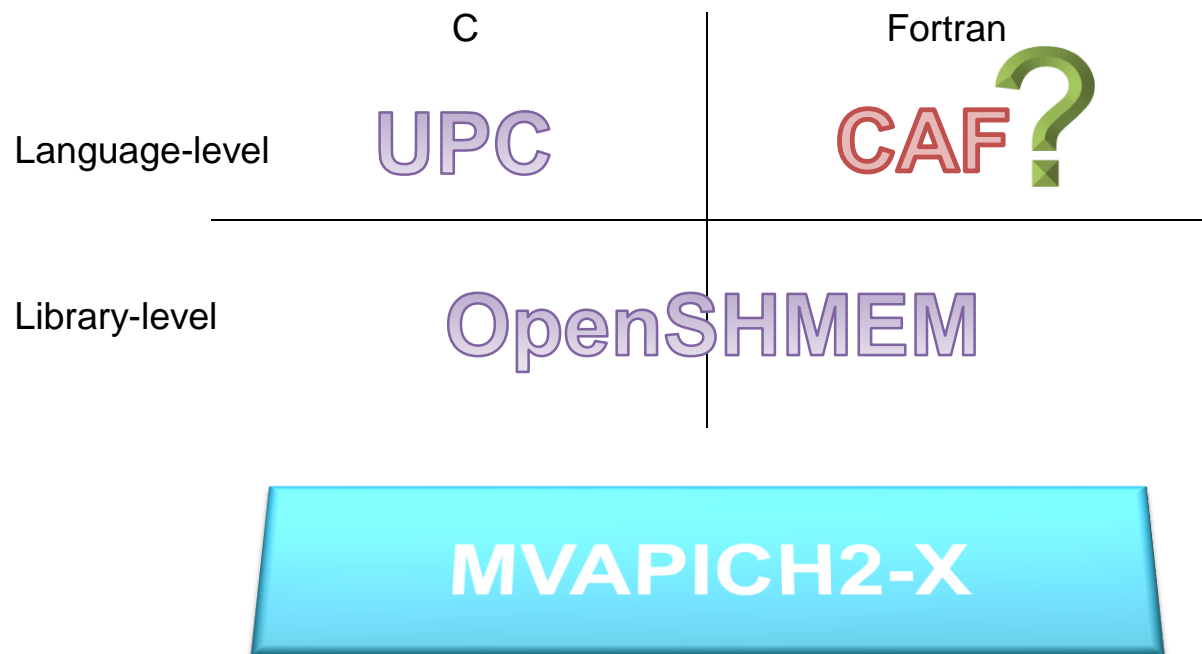 C Fortran
Language-level UPC CAF?
Library-level OpenSHMEM
MVAPICH2-X